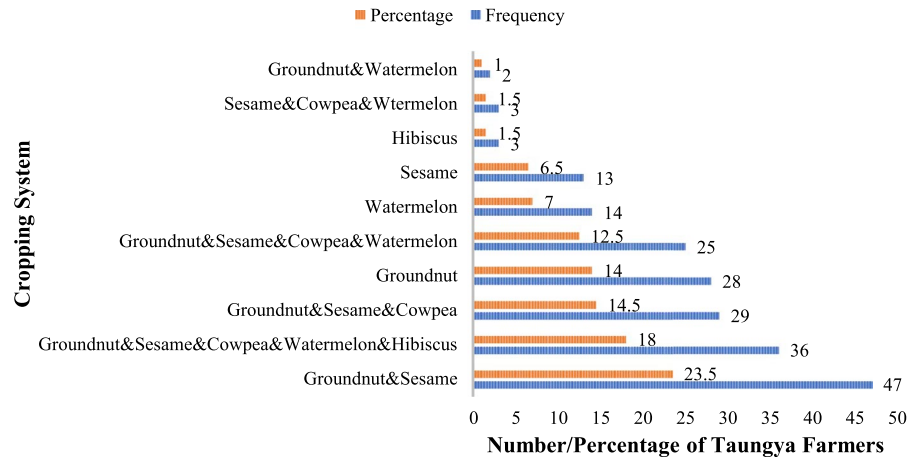 Percentage Frequency
Groundnut&Watermelon 1
2
Sesame&Cowpea&Wtermelon 1.5
3
Hibiscus 1.5
3
Sesame 6.5
13
Watermelon 7
14
Groundnut&Sesame&Cowpea&Watermelon 12.5
25
Groundnut 14
28
Groundnut&Sesame&Cowpea 14.5
29
Groundnut&Sesame&Cowpea&Watermelon&Hibiscus 18
36
Groundnut&Sesame 23.5
47
Cropping System
0 5 10 15 20 25 30 35 40 45 50
Number/Percentage of Taungya Farmers